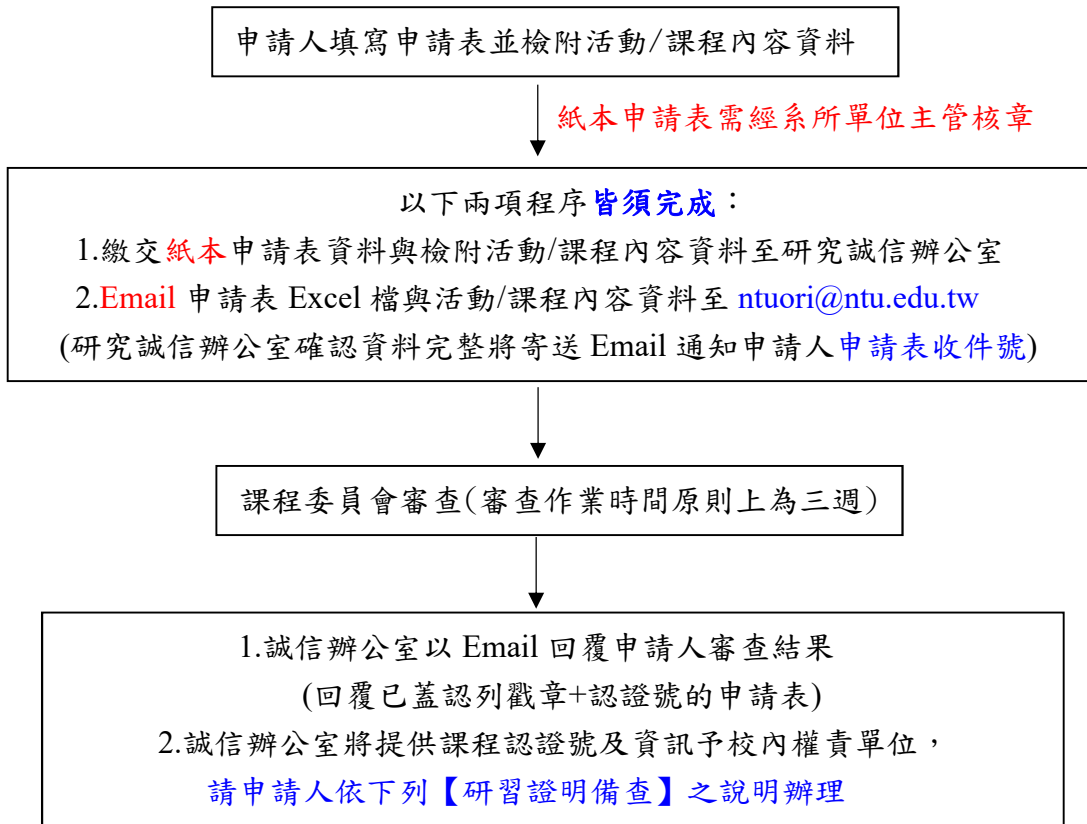 申請人填寫申請表並檢附活動/課程內容資料
紙本申請表需經系所單位主管核章
以下兩項程序皆須完成：
1.繳交紙本申請表資料與檢附活動/課程內容資料至研究誠信辦公室
2.Email 申請表 Excel 檔與活動/課程內容資料至 ntuori@ntu.edu.tw
(研究誠信辦公室確認資料完整將寄送 Email 通知申請人申請表收件號)
課程委員會審查(審查作業時間原則上為三週)
1.誠信辦公室以 Email 回覆申請人審查結果
(回覆已蓋認列戳章+認證號的申請表)
2.誠信辦公室將提供課程認證號及資訊予校內權責單位，
請申請人依下列【研習證明備查】之說明辦理